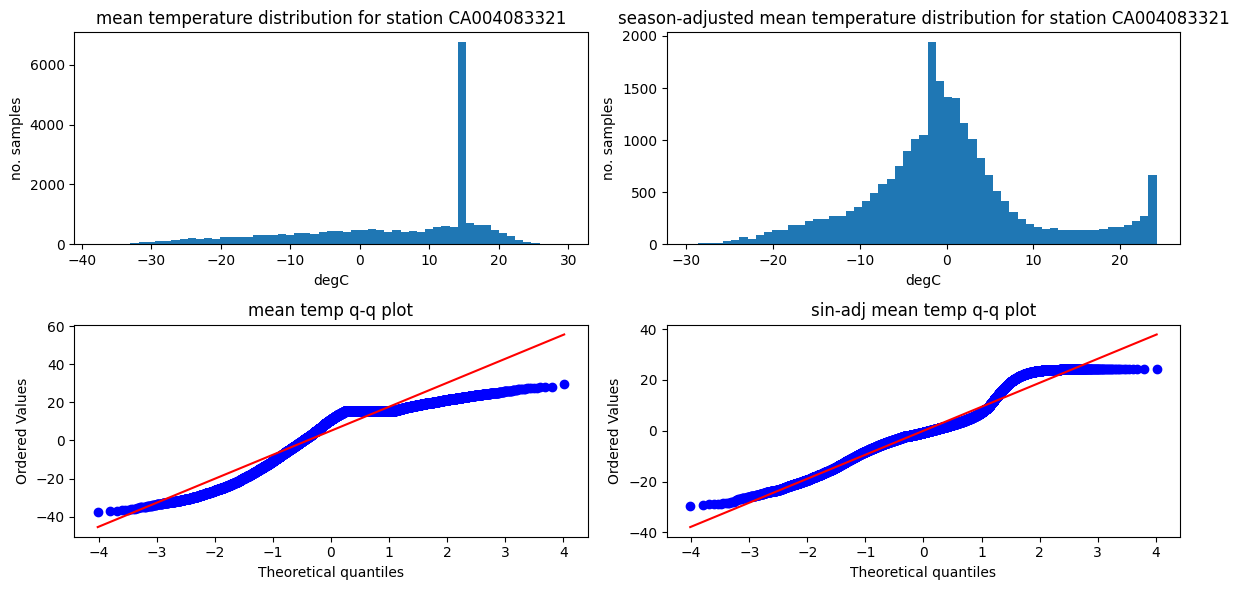 mean temperature distribution for station CA004083321
no. samples
6000
4000
2000
0
−40 −30 −20 −10 0 10 20 30
degC
season-adjusted mean temperature distribution for station CA004083321
no. samples
2000
1500
1000
500
0
−30 −20 −10 0 10 20
degC
mean temp q-q plot
Ordered Values
60
40
20
0
−20
−40
−4 −3 −2 −1 0 1 2 3 4
Theoretical quantiles
sin-adj mean temp q-q plot
Ordered Values
40
20
0
−20
−40
−4 −3 −2 −1 0 1 2 3 4
Theoretical quantiles